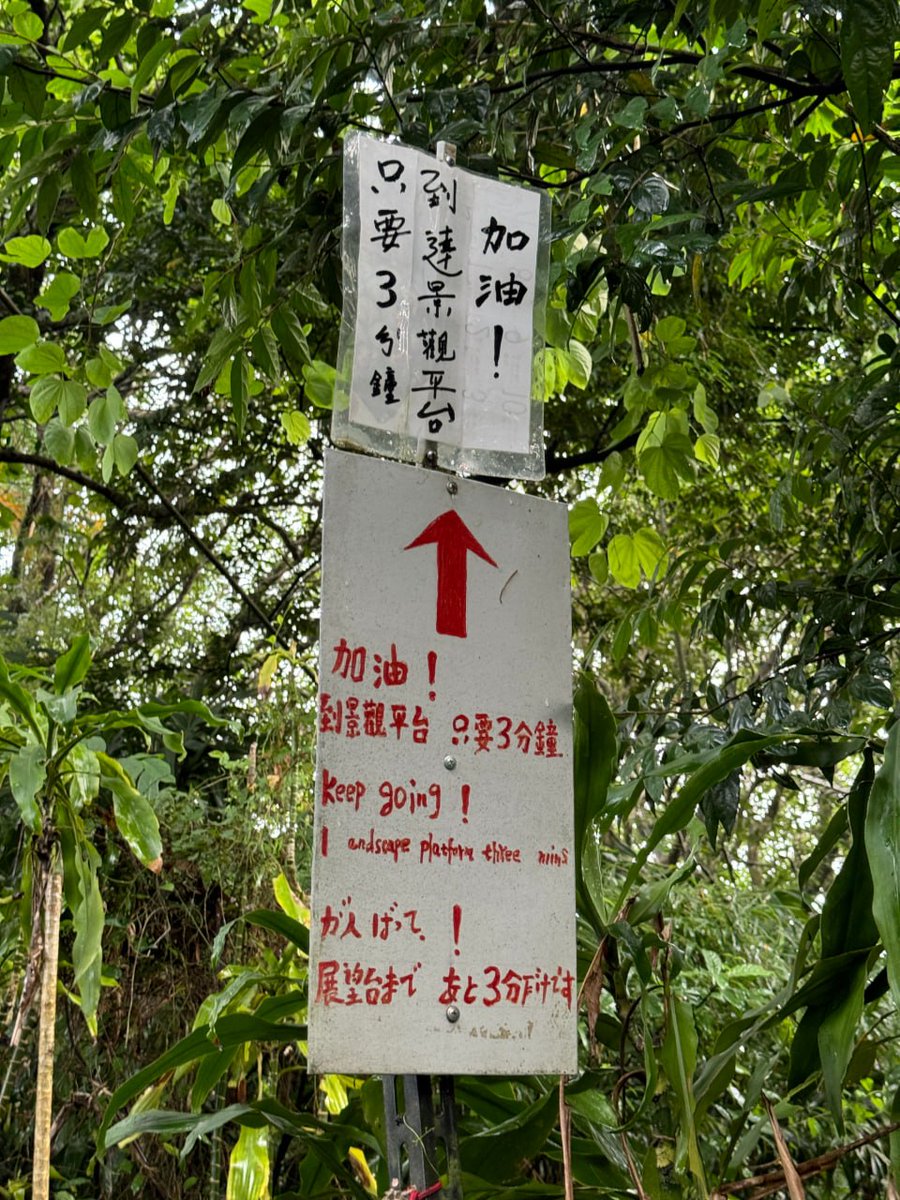 加油！
到達景觀平台
只要3分鐘
加油！
到景觀平台 只要3分鐘
Keep going！
landscape platform three mins
がんばって！
展望台まで あと3分だけです